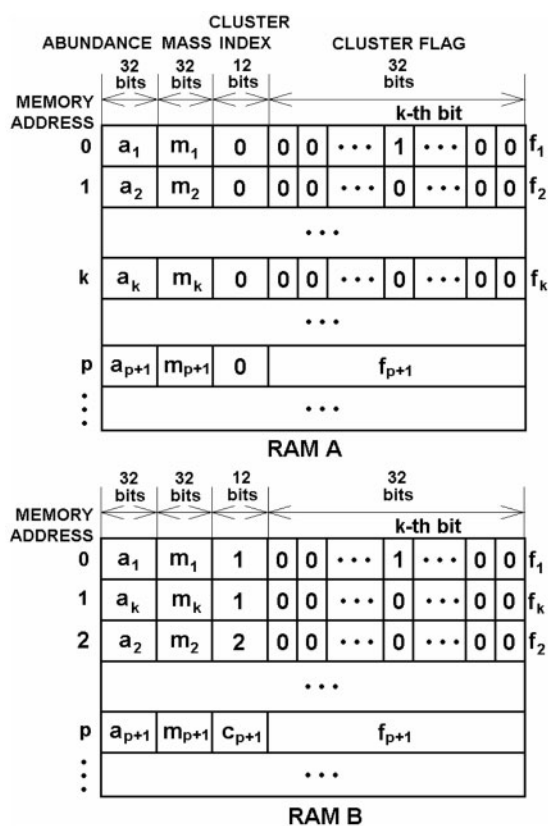 CLUSTER
ABUNDANCE MASS INDEX CLUSTER FLAG
32 32 12 32
bits bits bits bits
MEMORY
ADDRESS k-th bit
0 a1 m1 0 0 0 ··· 1 ··· 0 0 f1
1 a2 m2 0 0 0 ··· 0 ··· 0 0 f2
···
k ak mk 0 0 0 ··· 0 ··· 0 0 fk
···
p ap+1 mp+1 0 fp+1
···
RAM A
32 32 12 32
bits bits bits bits
MEMORY
ADDRESS k-th bit
0 a1 m1 1 0 0 ··· 1 ··· 0 0 f1
1 ak mk 1 0 0 ··· 0 ··· 0 0 fk
2 a2 m2 2 0 0 ··· 0 ··· 0 0 f2
···
p ap+1 mp+1 cp+1 fp+1
···
RAM B